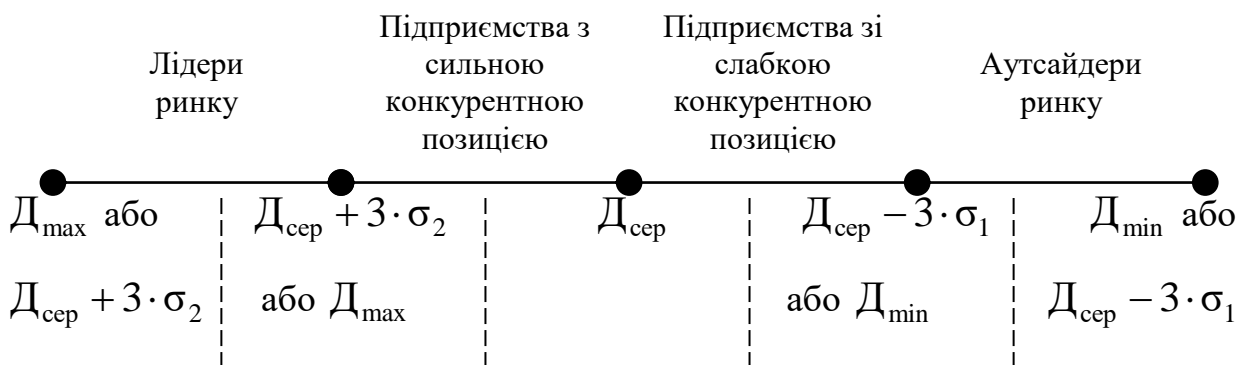 Лідери
ринку
Підприємства з
сильною
конкурентною
позицією
Підприємства зі
слабкою
конкурентною
позицією
Аутсайдери
ринку
Д_max або
Д_сер + 3·σ_2
Д_сер + 3·σ_2
або Д_max
Д_сер
Д_сер − 3·σ_1
або Д_min
Д_min або
Д_сер − 3·σ_1